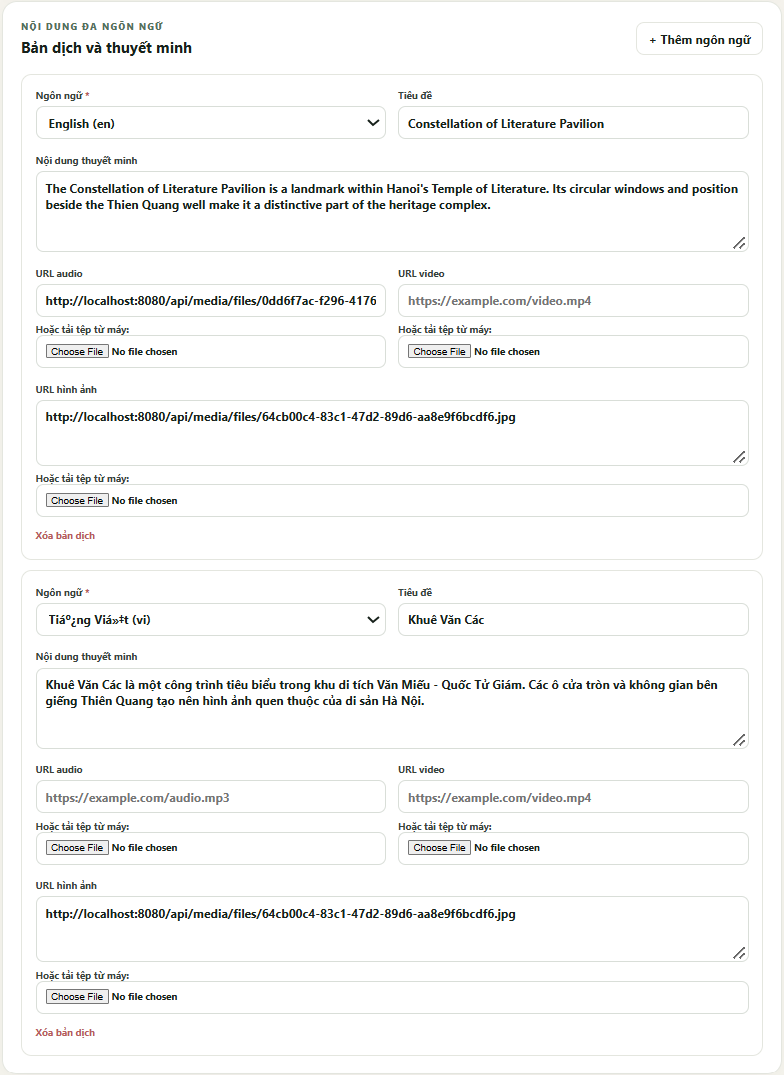 NỘI DUNG ĐA NGÔN NGỮ
Bản dịch và thuyết minh
+ Thêm ngôn ngữ
Ngôn ngữ *
Tiêu đề
English (en)
Constellation of Literature Pavilion
Nội dung thuyết minh
The Constellation of Literature Pavilion is a landmark within Hanoi's Temple of Literature. Its circular windows and position
beside the Thien Quang well make it a distinctive part of the heritage complex.
URL audio
URL video
http://localhost:8080/api/media/files/0dd6f7ac-f296-4176
https://example.com/video.mp4
Hoặc tải tệp từ máy:
Hoặc tải tệp từ máy:
Choose File No file chosen
Choose File No file chosen
URL hình ảnh
http://localhost:8080/api/media/files/64cb00c4-83c1-47d2-89d6-aa8e9f6bcdf6.jpg
Hoặc tải tệp từ máy:
Choose File No file chosen
Xóa bản dịch
Ngôn ngữ *
Tiêu đề
Tiáº¿ng Viá»‡t (vi)
Khuê Văn Các
Nội dung thuyết minh
Khuê Văn Các là một công trình tiêu biểu trong khu di tích Văn Miếu - Quốc Tử Giám. Các ô cửa tròn và không gian bên
giếng Thiên Quang tạo nên hình ảnh quen thuộc của di sản Hà Nội.
URL audio
URL video
https://example.com/audio.mp3
https://example.com/video.mp4
Hoặc tải tệp từ máy:
Hoặc tải tệp từ máy:
Choose File No file chosen
Choose File No file chosen
URL hình ảnh
http://localhost:8080/api/media/files/64cb00c4-83c1-47d2-89d6-aa8e9f6bcdf6.jpg
Hoặc tải tệp từ máy:
Choose File No file chosen
Xóa bản dịch